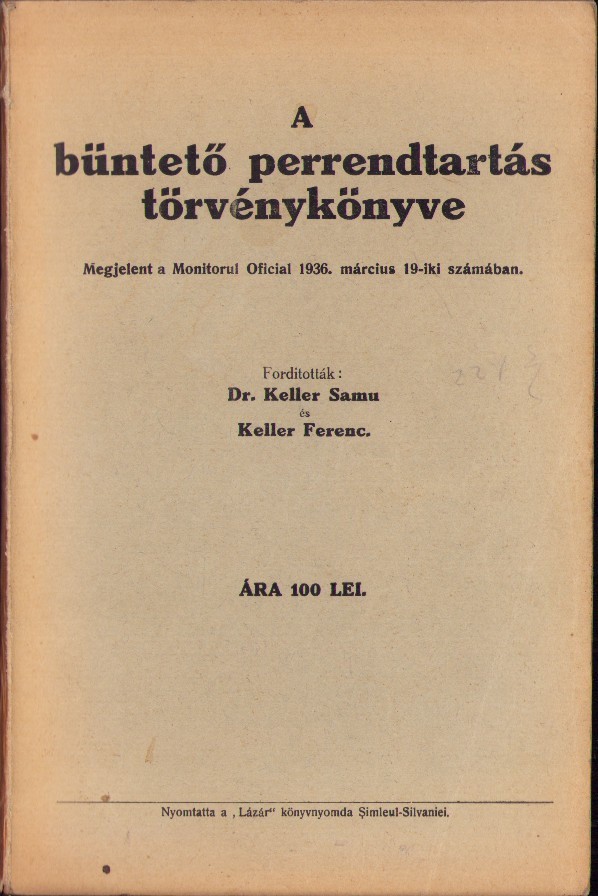 A
büntető perrendtartás
törvénykönyve
Megjelent a Monitorul Oficial 1936. március 19-iki számában.
Forditották:
Dr. Keller Samu
és
Keller Ferenc.
ÁRA 100 LEI.
Nyomtatta a „Lázár“ könyvnyomda Şimleul-Silvaniei.